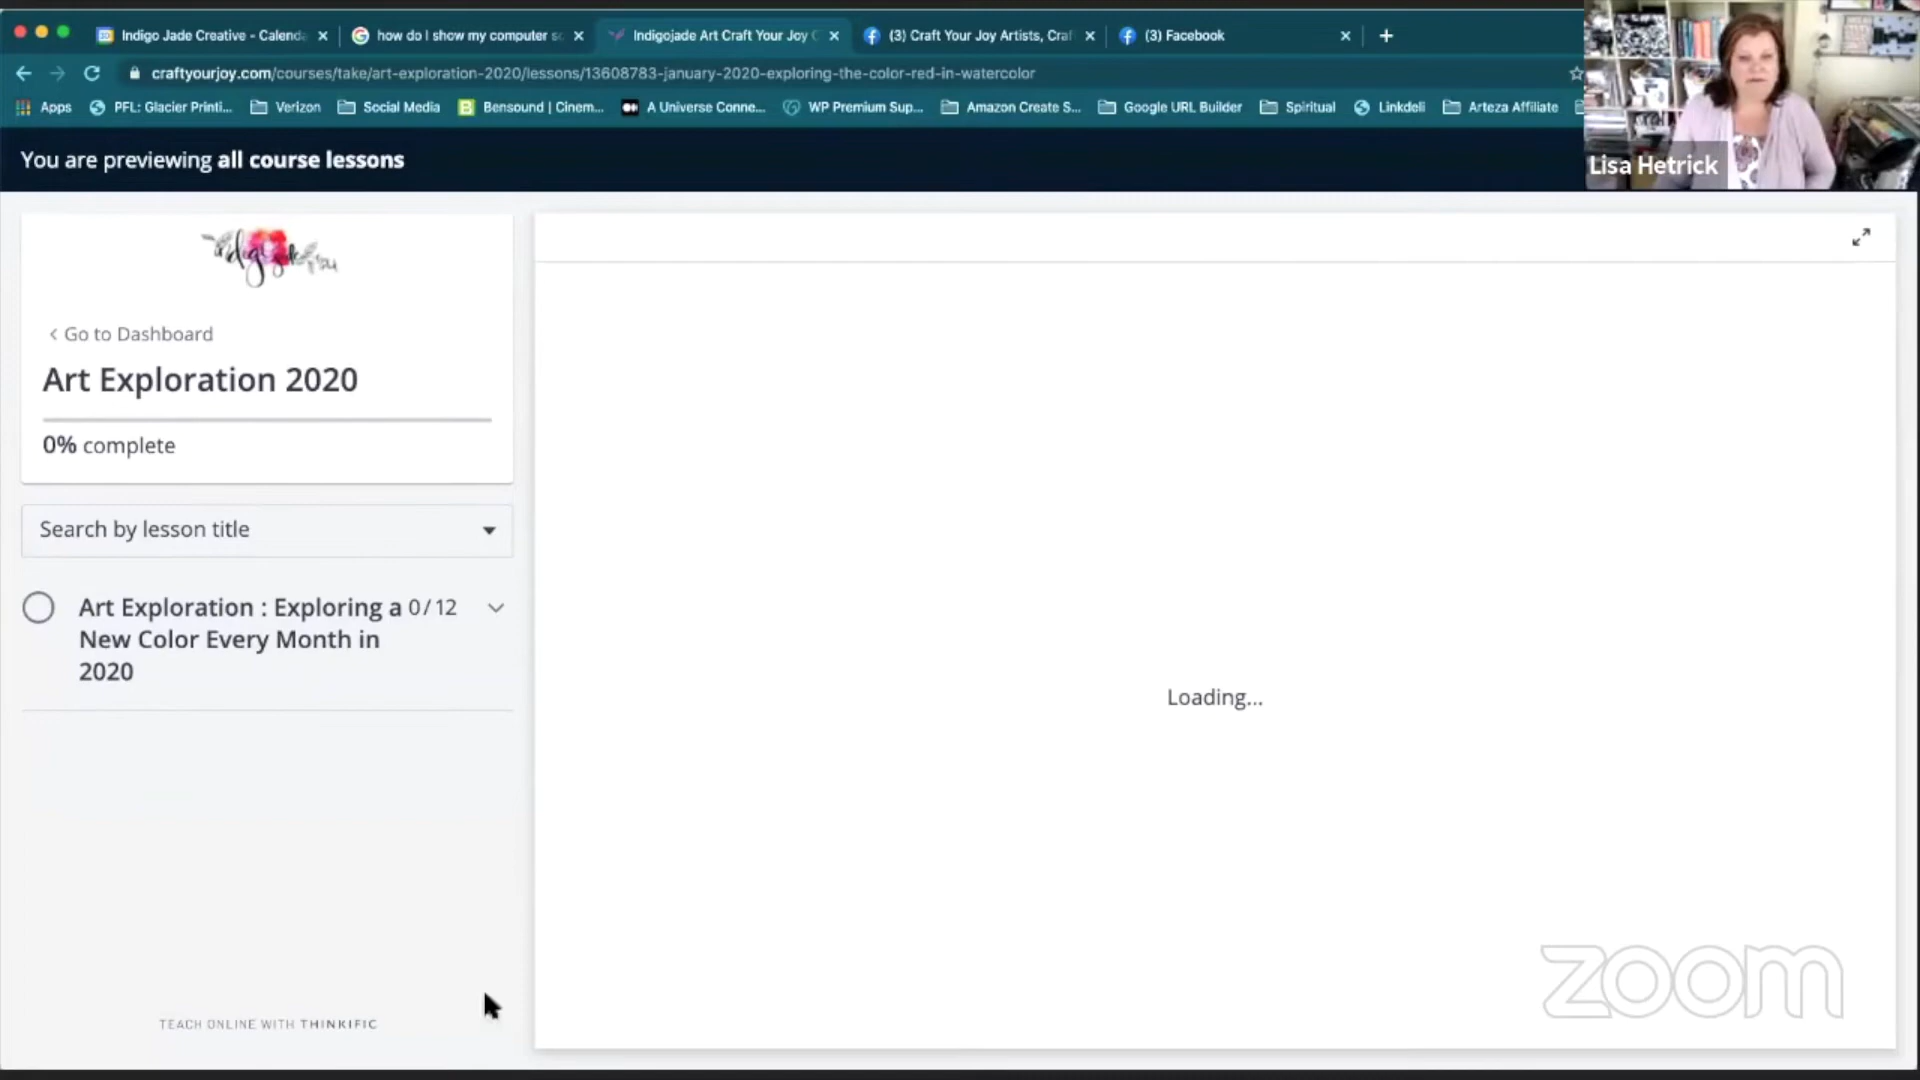 Indigo Jade Creative - Calend
how do I show my computer s
Indigojade Art Craft Your Joy
(3) Craft Your Joy Artists, Craf
(3) Facebook
craftyourjoy.com/courses/take/art-exploration-2020/lessons/13608783-january-2020-exploring-the-color-red-in-watercolor
Apps
PFL: Glacier Printi...
Verizon
Social Media
Bensound | Cinem...
A Universe Conne...
WP Premium Sup...
Amazon Create S...
Google URL Builder
Spiritual
Linkdeli
Arteza Affiliate
Lisa Hetrick
You are previewing all course lessons
< Go to Dashboard
Art Exploration 2020
0% complete
Search by lesson title
Art Exploration : Exploring a 0/12
New Color Every Month in
2020
Loading...
zoom
TEACH ONLINE WITH THINKIFIC